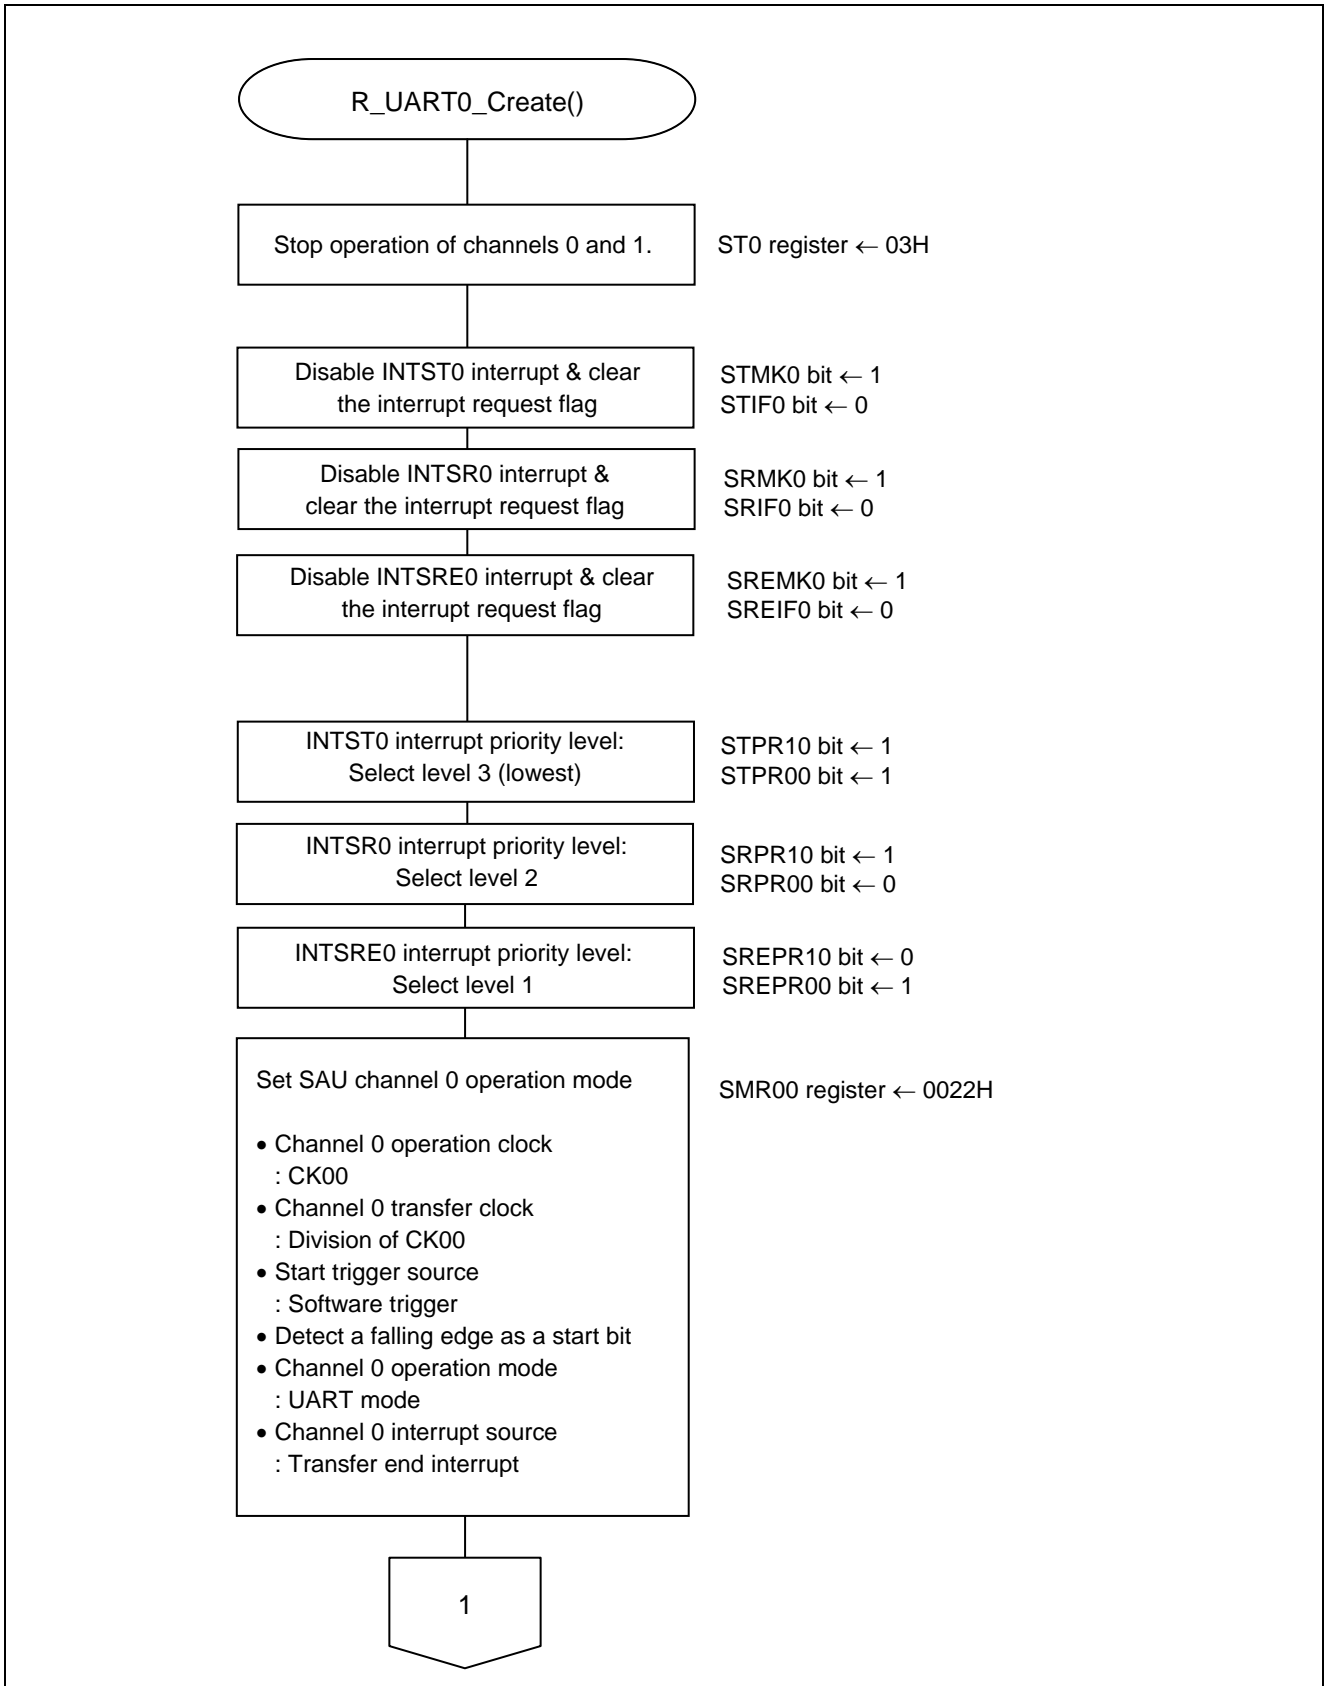 R_UART0_Create()
Stop operation of channels 0 and 1.
ST0 register ← 03H
Disable INTST0 interrupt & clear
the interrupt request flag
STMK0 bit ← 1
STIF0 bit ← 0
Disable INTSR0 interrupt &
clear the interrupt request flag
SRMK0 bit ← 1
SRIF0 bit ← 0
Disable INTSRE0 interrupt & clear
the interrupt request flag
SREMK0 bit ← 1
SREIF0 bit ← 0
INTST0 interrupt priority level:
Select level 3 (lowest)
STPR10 bit ← 1
STPR00 bit ← 1
INTSR0 interrupt priority level:
Select level 2
SRPR10 bit ← 1
SRPR00 bit ← 0
INTSRE0 interrupt priority level:
Select level 1
SREPR10 bit ← 0
SREPR00 bit ← 1
Set SAU channel 0 operation mode
SMR00 register ← 0022H
• Channel 0 operation clock
: CK00
• Channel 0 transfer clock
: Division of CK00
• Start trigger source
: Software trigger
• Detect a falling edge as a start bit
• Channel 0 operation mode
: UART mode
• Channel 0 interrupt source
: Transfer end interrupt
1